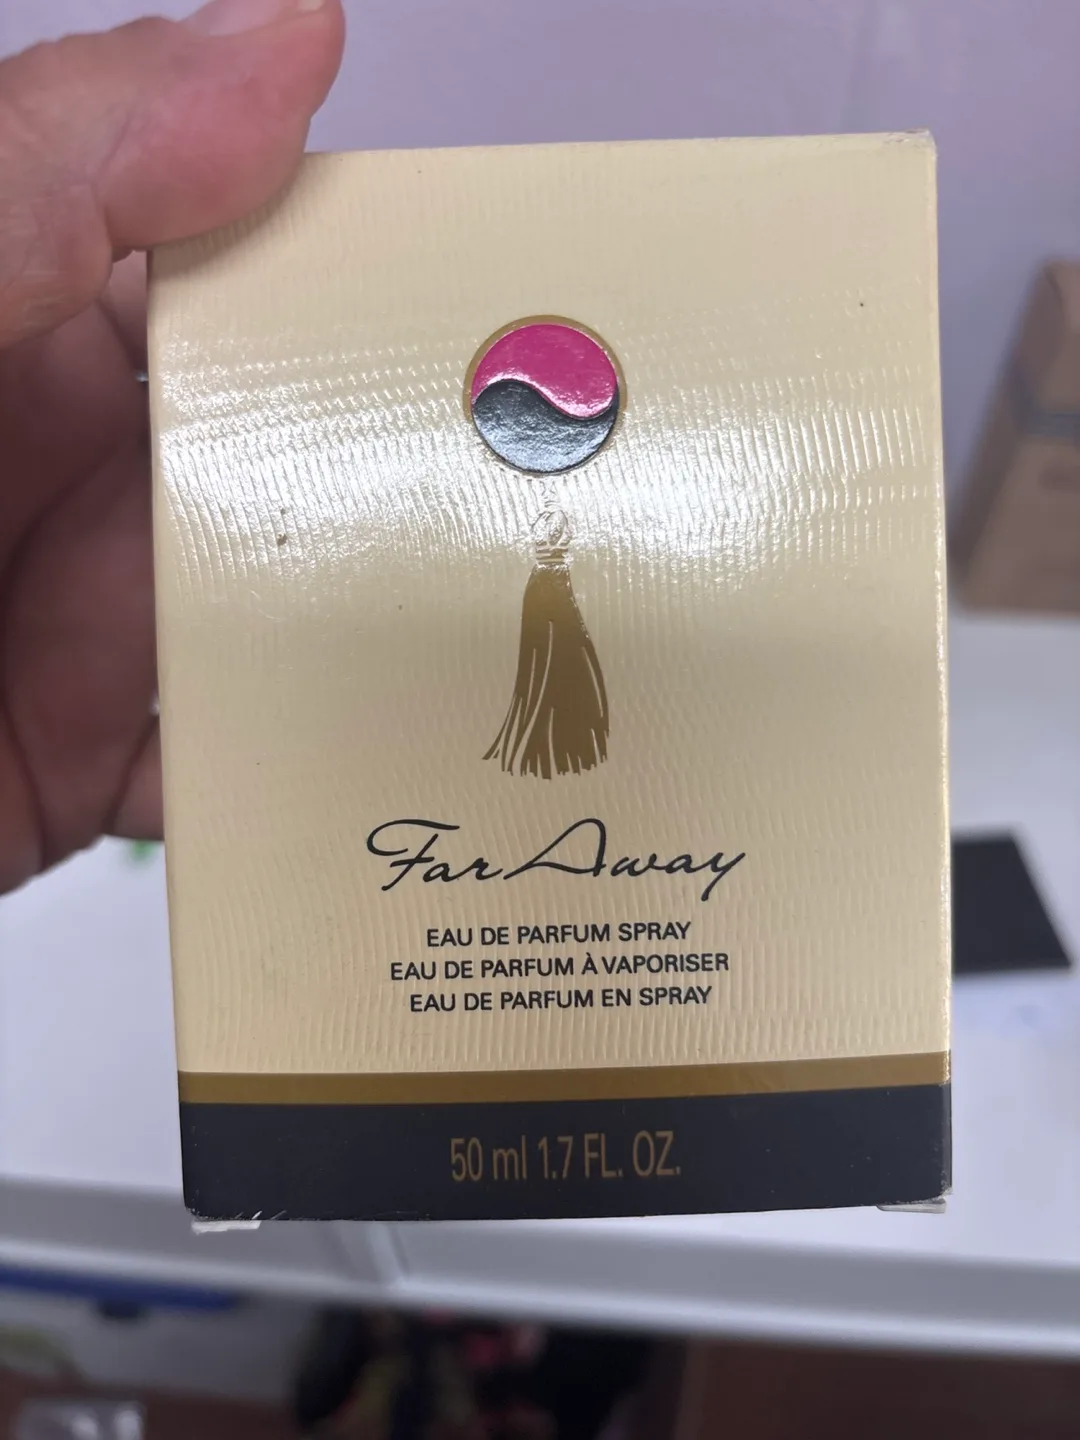 Far Away
EAU DE PARFUM SPRAY
EAU DE PARFUM À VAPORISER
EAU DE PARFUM EN SPRAY
50 ml 1.7 FL. OZ.